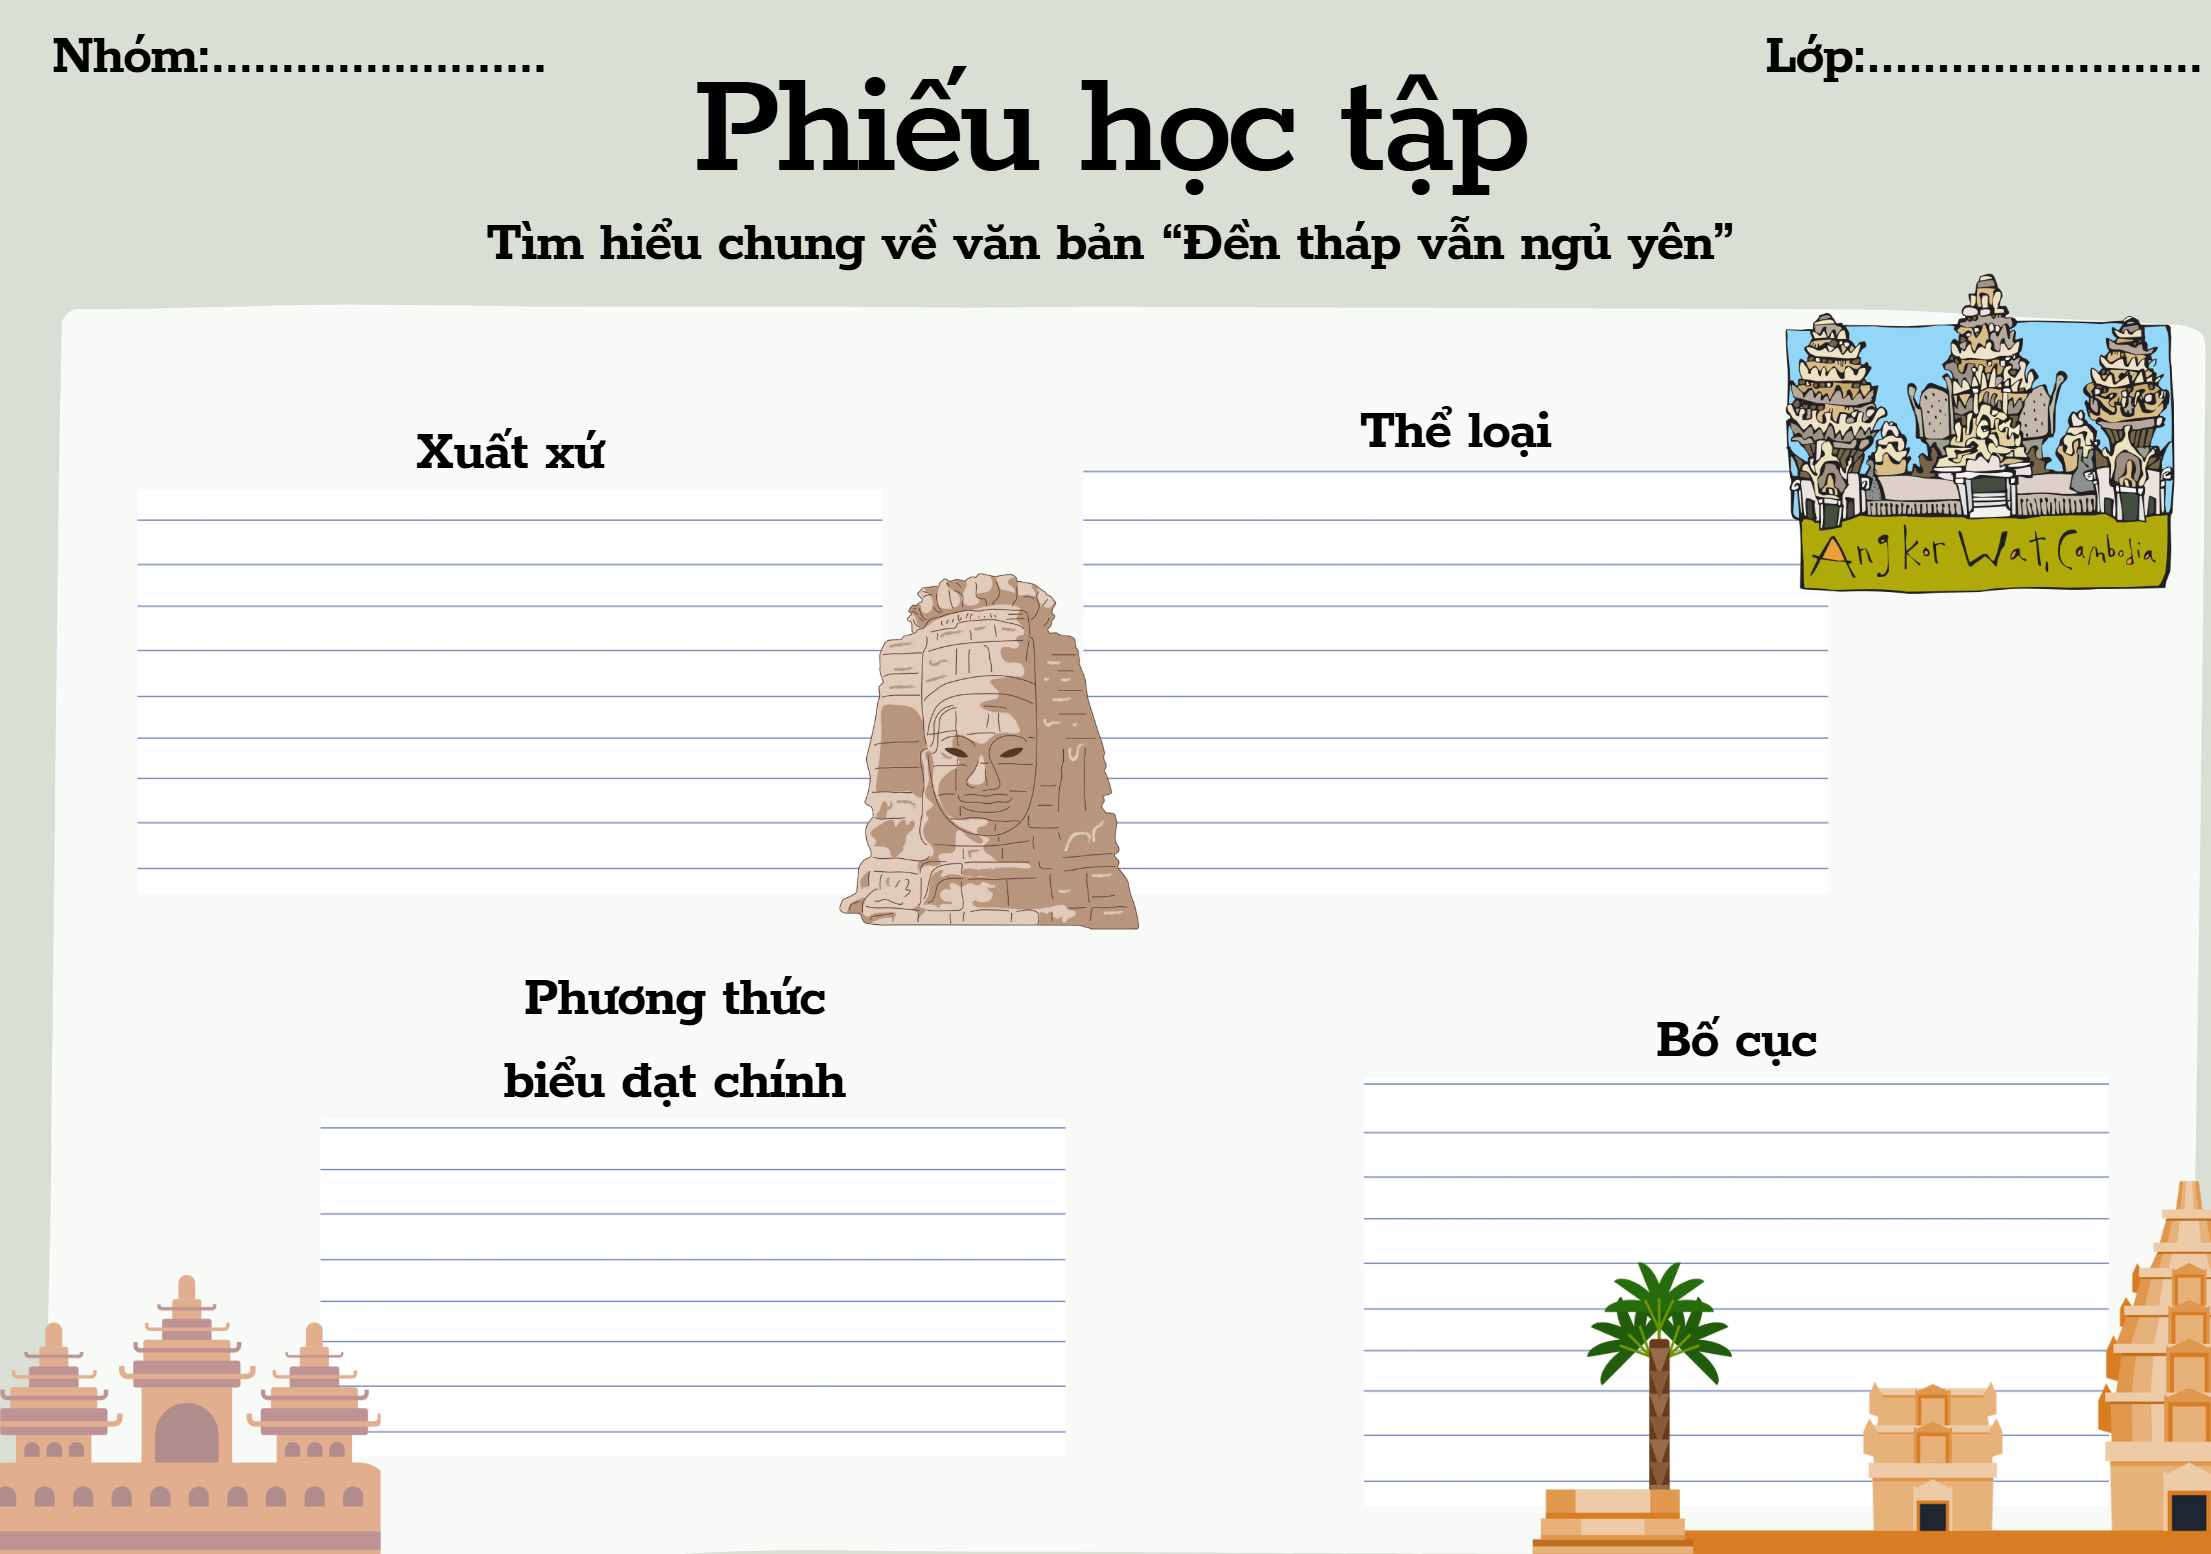 Nhóm:........................
Lớp:........................
Phiếu học tập
Tìm hiểu chung về văn bản “Đền tháp vẫn ngủ yên”
Xuất xứ
Thể loại
Angkor Wat, Cambodia
Phương thức
biểu đạt chính
Bố cục